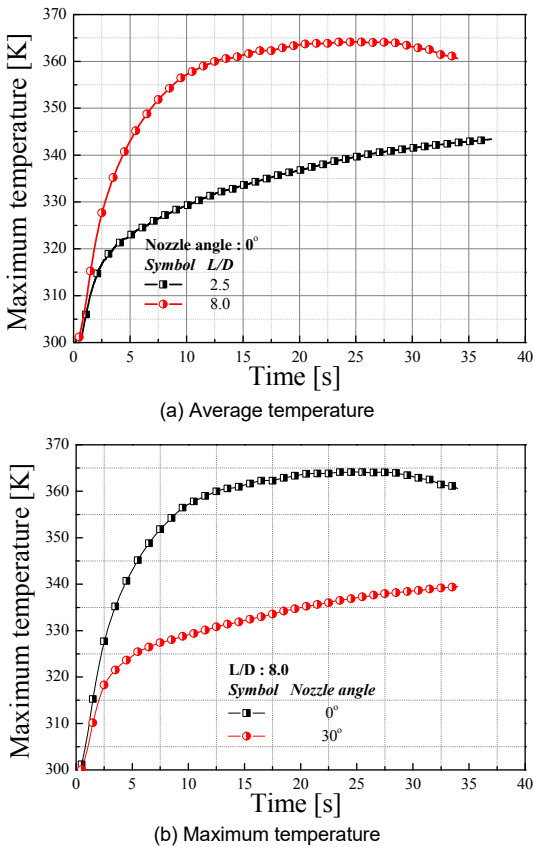 370
360
350
340
330
320
310
300
Maximum temperature [K]
Nozzle angle : 0°
Symbol L/D
2.5
8.0
0 5 10 15 20 25 30 35 40
Time [s]
(a) Average temperature
370
360
350
340
330
320
310
300
Maximum temperature [K]
L/D : 8.0
Symbol Nozzle angle
0°
30°
0 5 10 15 20 25 30 35 40
Time [s]
(b) Maximum temperature